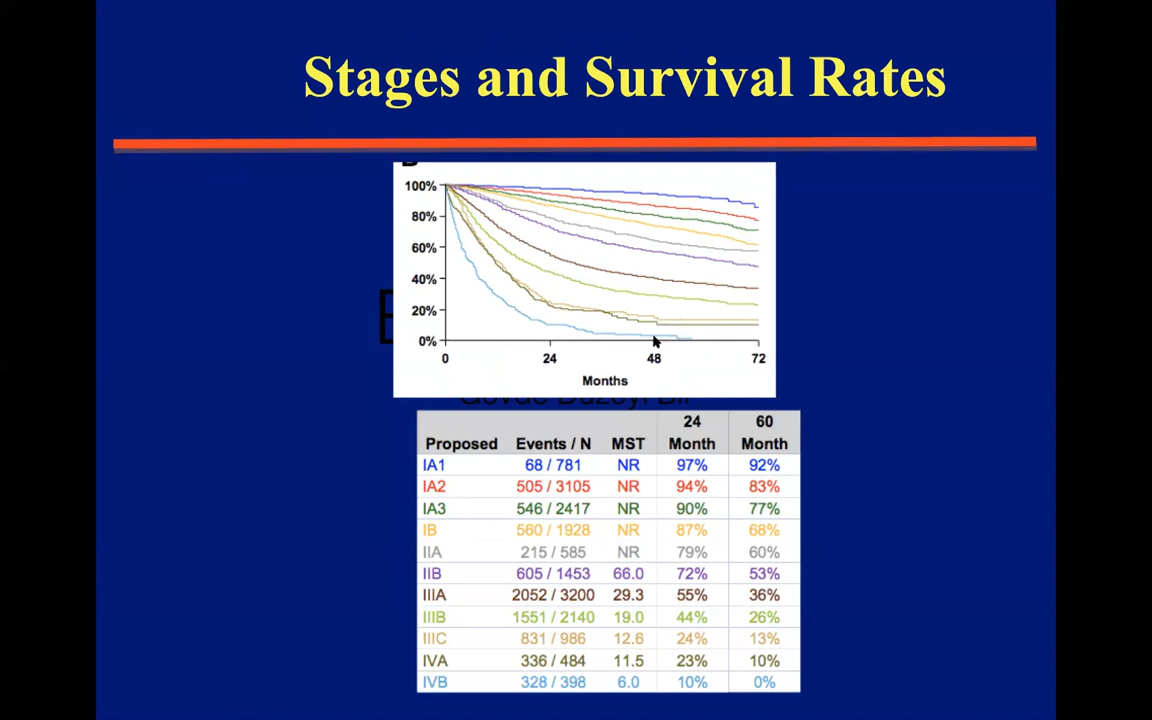 Stages and Survival Rates
100%
80%
60%
40%
20%
0%
0 24 48 72
Months
Proposed Events / N MST 24 Month 60 Month
IA1 68 / 781 NR 97% 92%
IA2 505 / 3105 NR 94% 83%
IA3 546 / 2417 NR 90% 77%
IB 560 / 1928 NR 87% 68%
IIA 215 / 585 NR 79% 60%
IIB 605 / 1453 66.0 72% 53%
IIIA 2052 / 3200 29.3 55% 36%
IIIB 1551 / 2140 19.0 44% 26%
IIIC 831 / 986 12.6 24% 13%
IVA 336 / 484 11.5 23% 10%
IVB 328 / 398 6.0 10% 0%